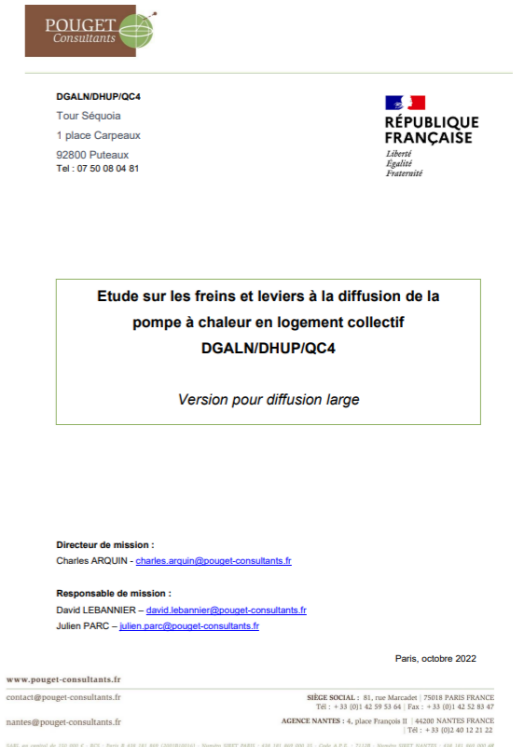 POUGET
Consultants
DGALN/DHUP/QC4
Tour Séquoia
1 place Carpeaux
92800 Puteaux
Tel : 07 50 08 04 81
RÉPUBLIQUE
FRANÇAISE
Liberté
Égalité
Fraternité
Etude sur les freins et leviers à la diffusion de la
pompe à chaleur en logement collectif
DGALN/DHUP/QC4
Version pour diffusion large
Directeur de mission :
Charles ARQUIN - charles.arquin@pouget-consultants.fr
Responsable de mission :
David LEBANNIER – david.lebannier@pouget-consultants.fr
Julien PARC – julien.parc@pouget-consultants.fr
Paris, octobre 2022
www.pouget-consultants.fr
contact@pouget-consultants.fr
SIÈGE SOCIAL : 81, rue Marcadet | 75018 PARIS FRANCE
Tél : + 33 (0)1 42 59 53 64 | Fax : + 33 (0)1 42 52 83 47
nantes@pouget-consultants.fr
AGENCE NANTES : 4, place François II | 44200 NANTES FRANCE
| Tél : + 33 (0)2 40 12 21 22